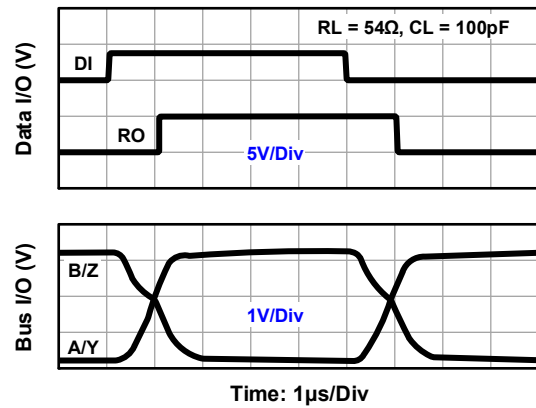 RL = 54Ω, CL = 100pF
Data I/O (V)
DI
RO
5V/Div
Bus I/O (V)
B/Z
1V/Div
A/Y
Time: 1μs/Div